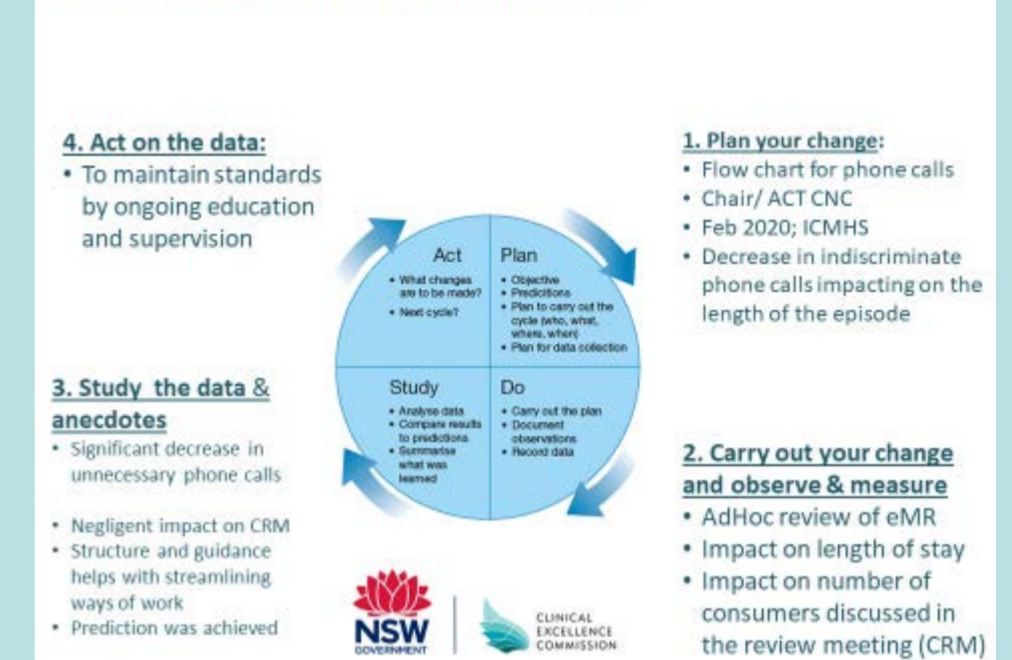 4. Act on the data:
• To maintain standards
by ongoing education
and supervision
1. Plan your change:
• Flow chart for phone calls
• Chair/ ACT CNC
• Feb 2020; ICMHS
• Decrease in indiscriminate
phone calls impacting on the
length of the episode
Act
• What changes
are to be made?
• Next cycle?
Plan
• Objective
• Predicitions
• Plan to carry out the
cycle (who, what,
where, when)
• Plan for data collection
Study
• Analyse data
• Compare results
to predictions
• Summarise
what was
learned
Do
• Carry out the plan
• Document
observations
• Record data
3. Study the data &
anecdotes
• Significant decrease in
unnecessary phone calls
• Negligent impact on CRM
• Structure and guidance
helps with streamlining
ways of work
• Prediction was achieved
2. Carry out your change
and observe & measure
• AdHoc review of eMR
• Impact on length of stay
• Impact on number of
consumers discussed in
the review meeting (CRM)
NSW
GOVERNMENT
CLINICAL
EXCELLENCE
COMMISSION